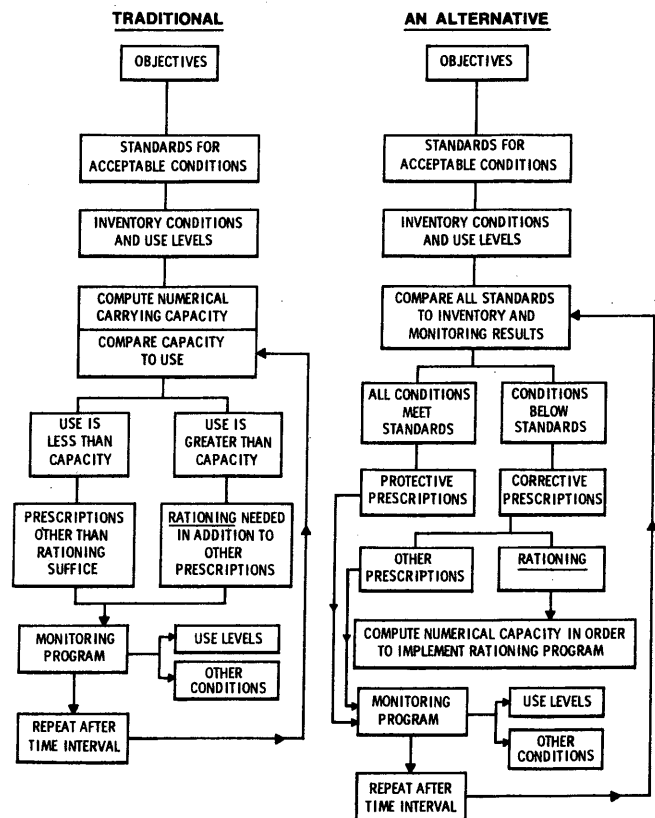 TRADITIONAL
OBJECTIVES
STANDARDS FOR
ACCEPTABLE CONDITIONS
INVENTORY CONDITIONS
AND USE LEVELS
COMPUTE NUMERICAL
CARRYING CAPACITY
COMPARE CAPACITY
TO USE
USE IS
LESS THAN
CAPACITY
USE IS
GREATER THAN
CAPACITY
PRESCRIPTIONS
OTHER THAN
RATIONING
SUFFICE
RATIONING NEEDED
IN ADDITION TO
OTHER
PRESCRIPTIONS
MONITORING
PROGRAM
USE LEVELS
OTHER
CONDITIONS
REPEAT AFTER
TIME INTERVAL
AN ALTERNATIVE
OBJECTIVES
STANDARDS FOR
ACCEPTABLE CONDITIONS
INVENTORY CONDITIONS
AND USE LEVELS
COMPARE ALL STANDARDS
TO INVENTORY AND
MONITORING RESULTS
ALL CONDITIONS
MEET
STANDARDS
CONDITIONS
BELOW
STANDARDS
PROTECTIVE
PRESCRIPTIONS
CORRECTIVE
PRESCRIPTIONS
OTHER
PRESCRIPTIONS
RATIONING
COMPUTE NUMERICAL CAPACITY IN ORDER
TO IMPLEMENT RATIONING PROGRAM
MONITORING
PROGRAM
USE LEVELS
OTHER
CONDITIONS
REPEAT AFTER
TIME INTERVAL